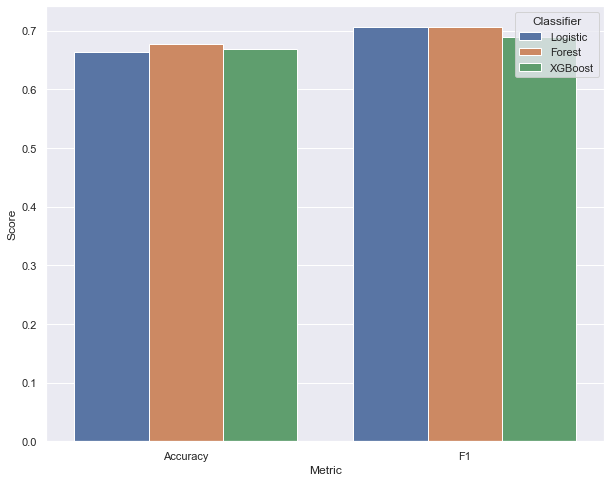 Classifier
Logistic
Forest
XGBoost
0.7
0.6
0.5
0.4
0.3
0.2
0.1
0.0
Score
Accuracy
F1
Metric